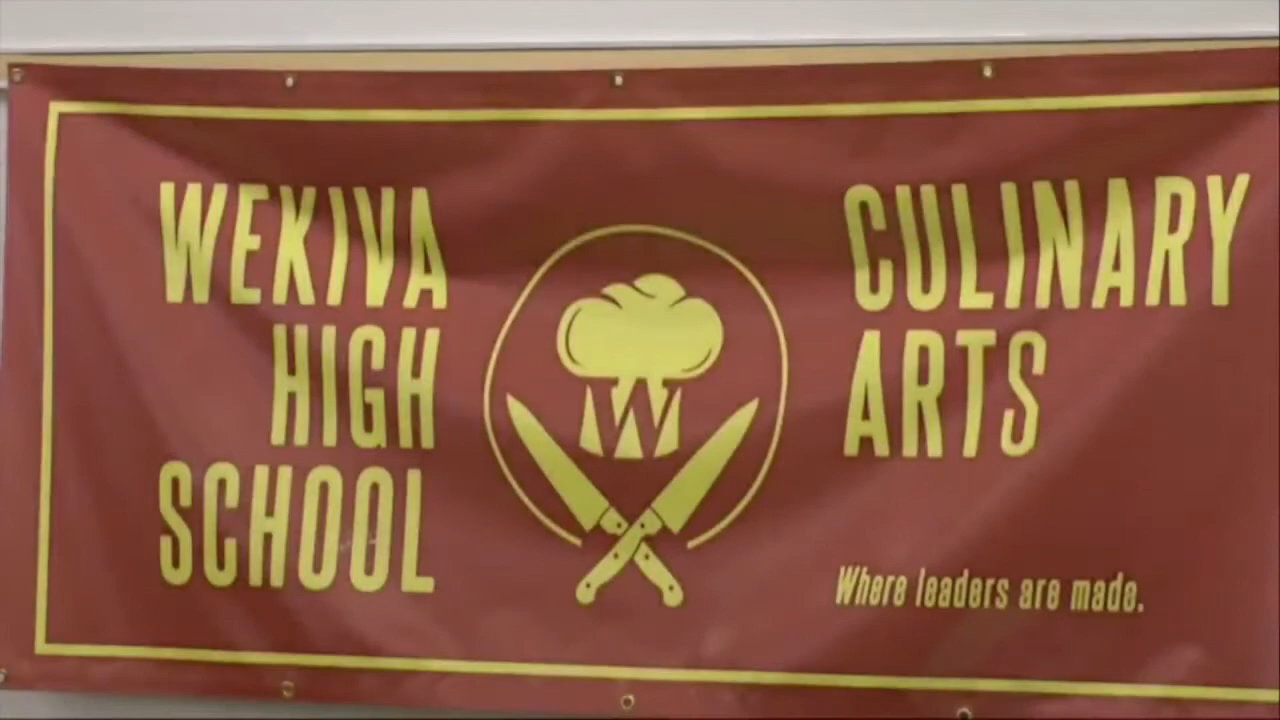 WEKIVA
HIGH
SCHOOL
W
CULINARY
ARTS
Where leaders are made.